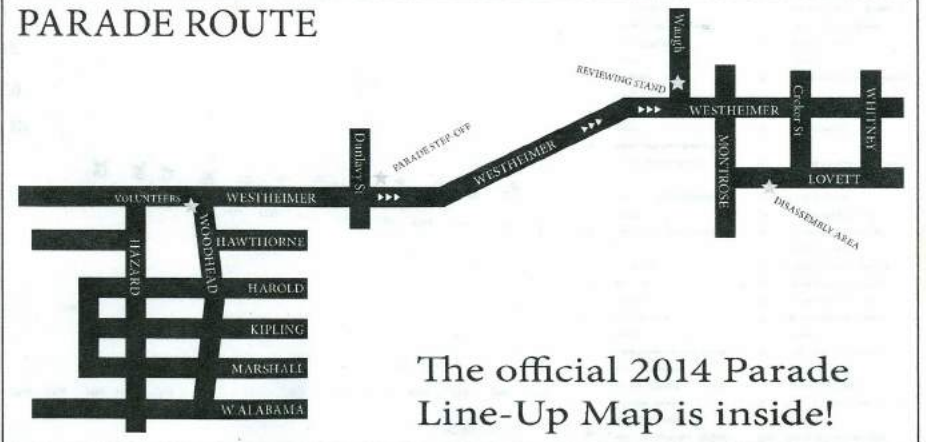 PARADE ROUTE
Waugh
REVIEWING STAND
WESTHEIMER
Croker St
WHITNEY
MONTROSE
LOVETT
DISASSEMBLY AREA
Dunlavy St
PARADE STEP-OFF
WESTHEIMER
VOLUNTEERS
WESTHEIMER
HAZARD
WOODHEAD
HAWTHORNE
HAROLD
KIPLING
MARSHALL
W.ALABAMA
The official 2014 Parade
Line-Up Map is inside!